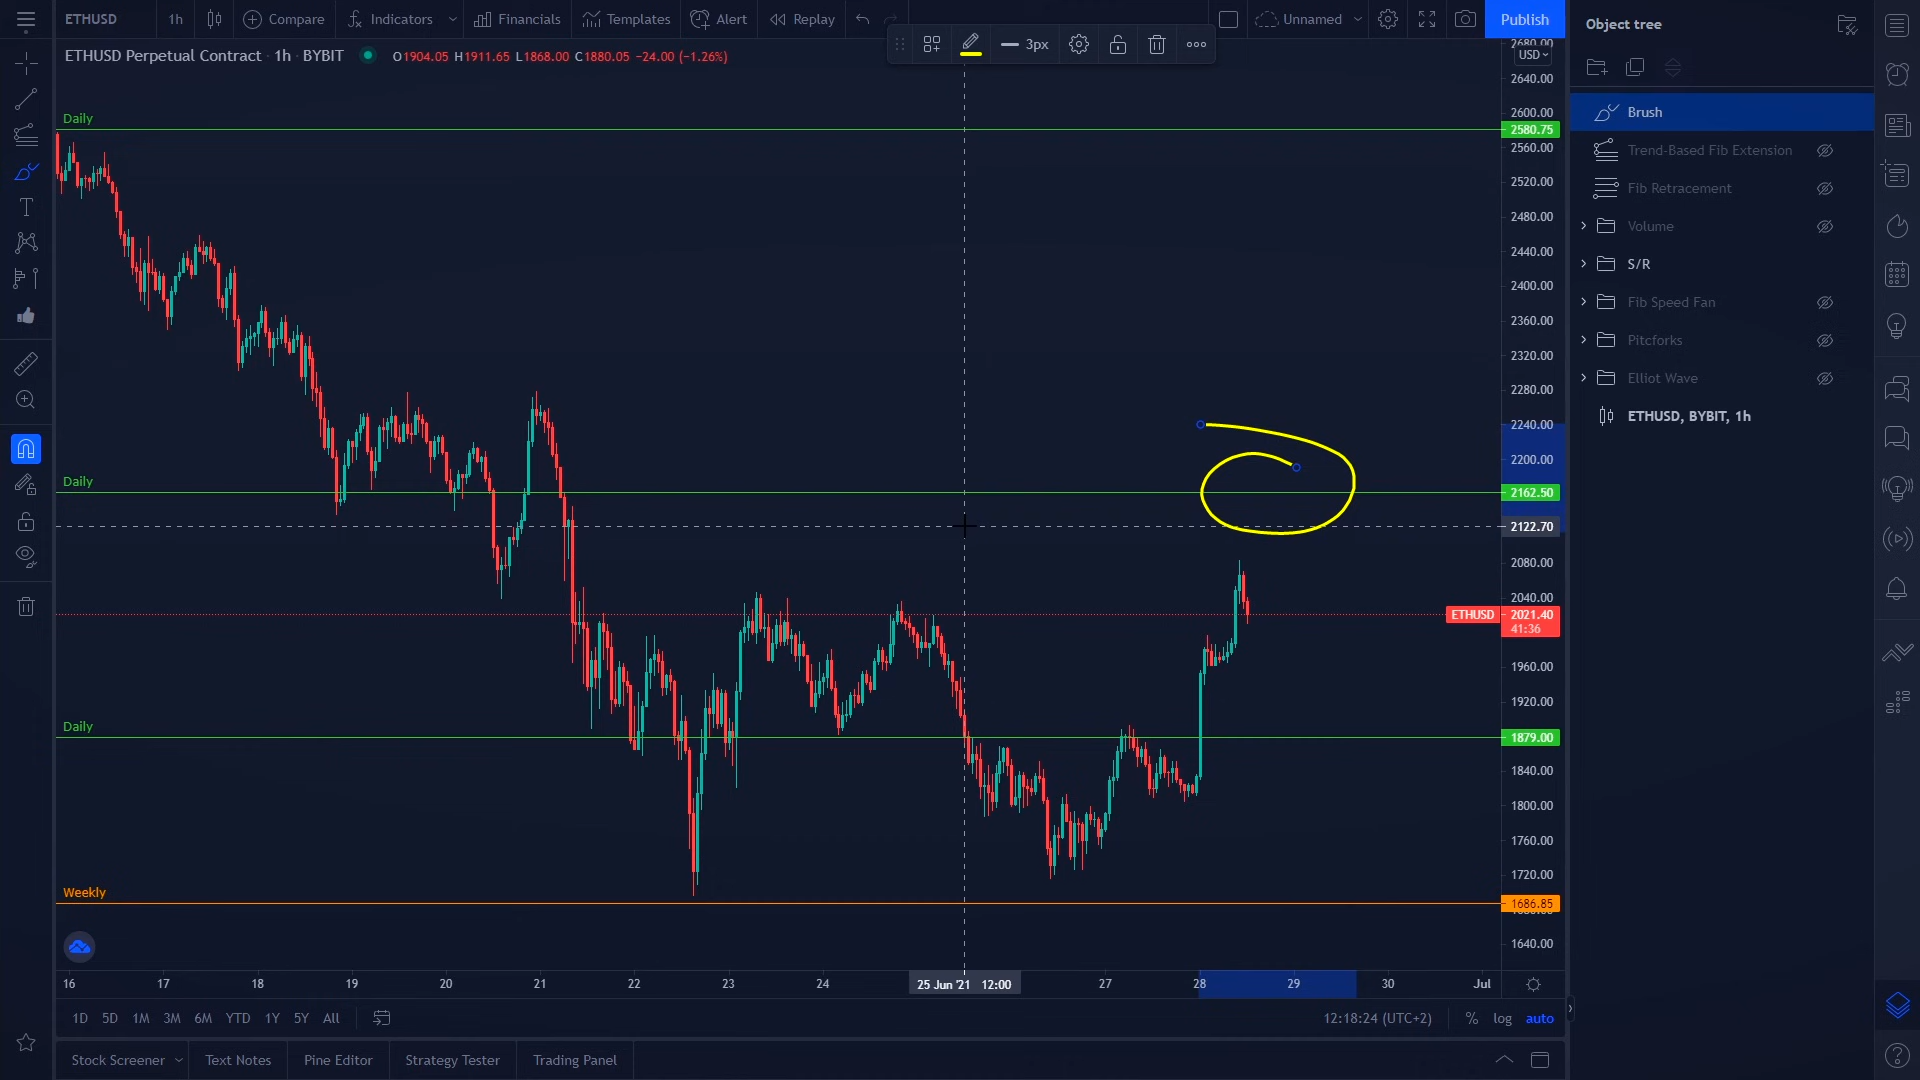 ETHUSD 1h Compare Indicators Financials Templates Alert Replay Unnamed Publish
3px
ETHUSD Perpetual Contract · 1h · BYBIT O1904.05 H1911.65 L1868.00 C1880.05 −24.00 (−1.26%)
USD
2640.00
2600.00
Daily
2580.75
2560.00
2520.00
2480.00
2440.00
2400.00
2360.00
2320.00
2280.00
2240.00
2200.00
Daily
2162.50
2122.70
2080.00
2040.00
ETHUSD 2021.40
41:36
1960.00
1920.00
Daily
1879.00
1840.00
1800.00
1760.00
1720.00
Weekly
1686.85
1640.00
16 17 18 19 20 21 22 23 24 25 Jun '21 12:00 27 28 29 30 Jul
1D 5D 1M 3M 6M YTD 1Y 5Y All 12:18:24 (UTC+2) % log auto
Stock Screener Text Notes Pine Editor Strategy Tester Trading Panel
Object tree
Brush
Trend-Based Fib Extension
Fib Retracement
Volume
S/R
Fib Speed Fan
Pitcforks
Elliot Wave
ETHUSD, BYBIT, 1h